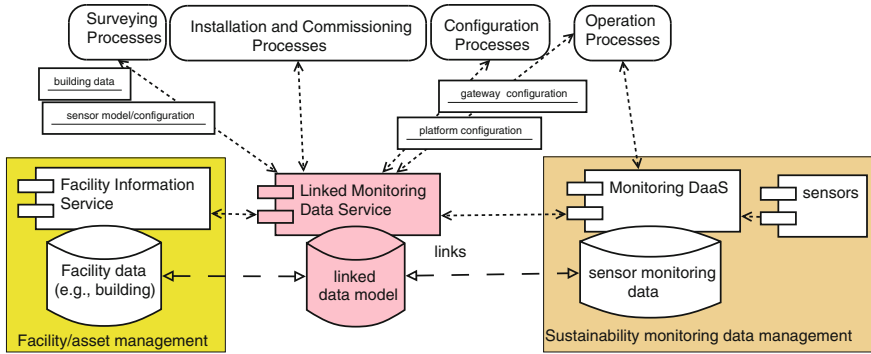 Surveying
Processes
Installation and Commissioning
Processes
Configuration
Processes
Operation
Processes
building data
sensor model/configuration
gateway configuration
platform configuration
Facility Information
Service
Linked Monitoring
Data Service
Monitoring DaaS
sensors
Facility data
(e.g., building)
linked
data model
links
sensor monitoring
data
Facility/asset management
Sustainability monitoring data management